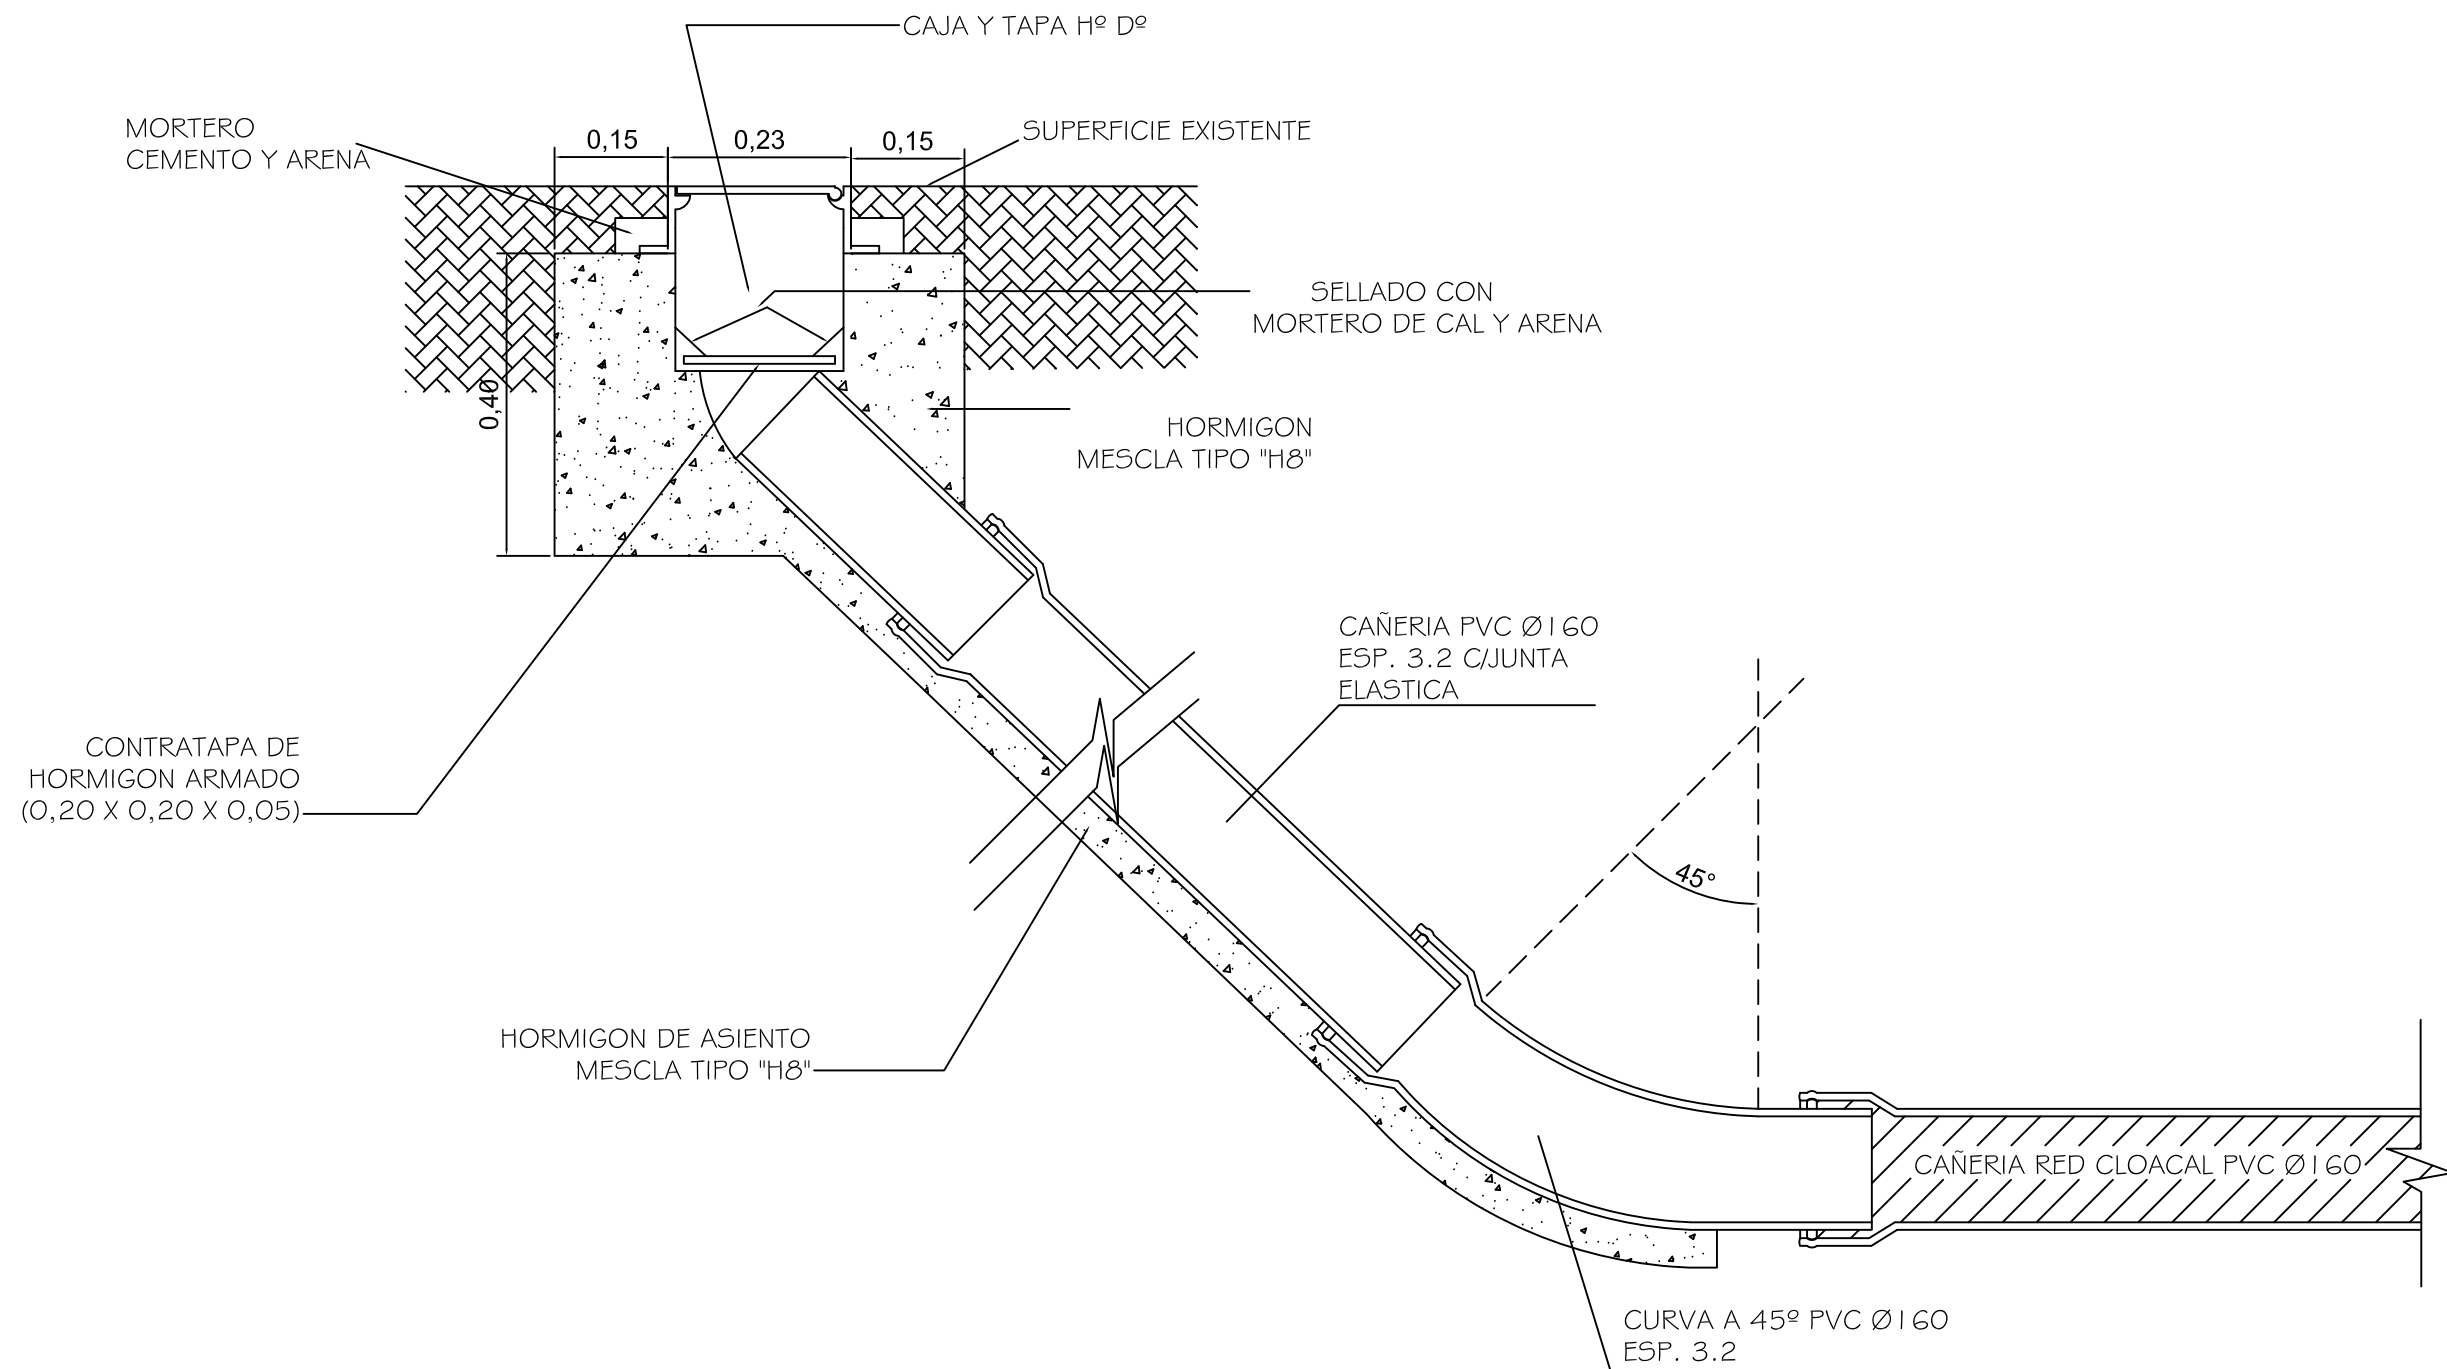 CAJA Y TAPA Hº Dº
MORTERO
CEMENTO Y ARENA
0,15
0,23
0,15
SUPERFICIE EXISTENTE
SELLADO CON
MORTERO DE CAL Y ARENA
0,40
HORMIGON
MESCLA TIPO "H8"
CAÑERIA PVC Ø160
ESP. 3.2 C/JUNTA
ELASTICA
CONTRATAPA DE
HORMIGON ARMADO
(0,20 X 0,20 X 0,05)
45°
HORMIGON DE ASIENTO
MESCLA TIPO "H8"
CAÑERIA RED CLOACAL PVC Ø160
CURVA A 45º PVC Ø160
ESP. 3.2